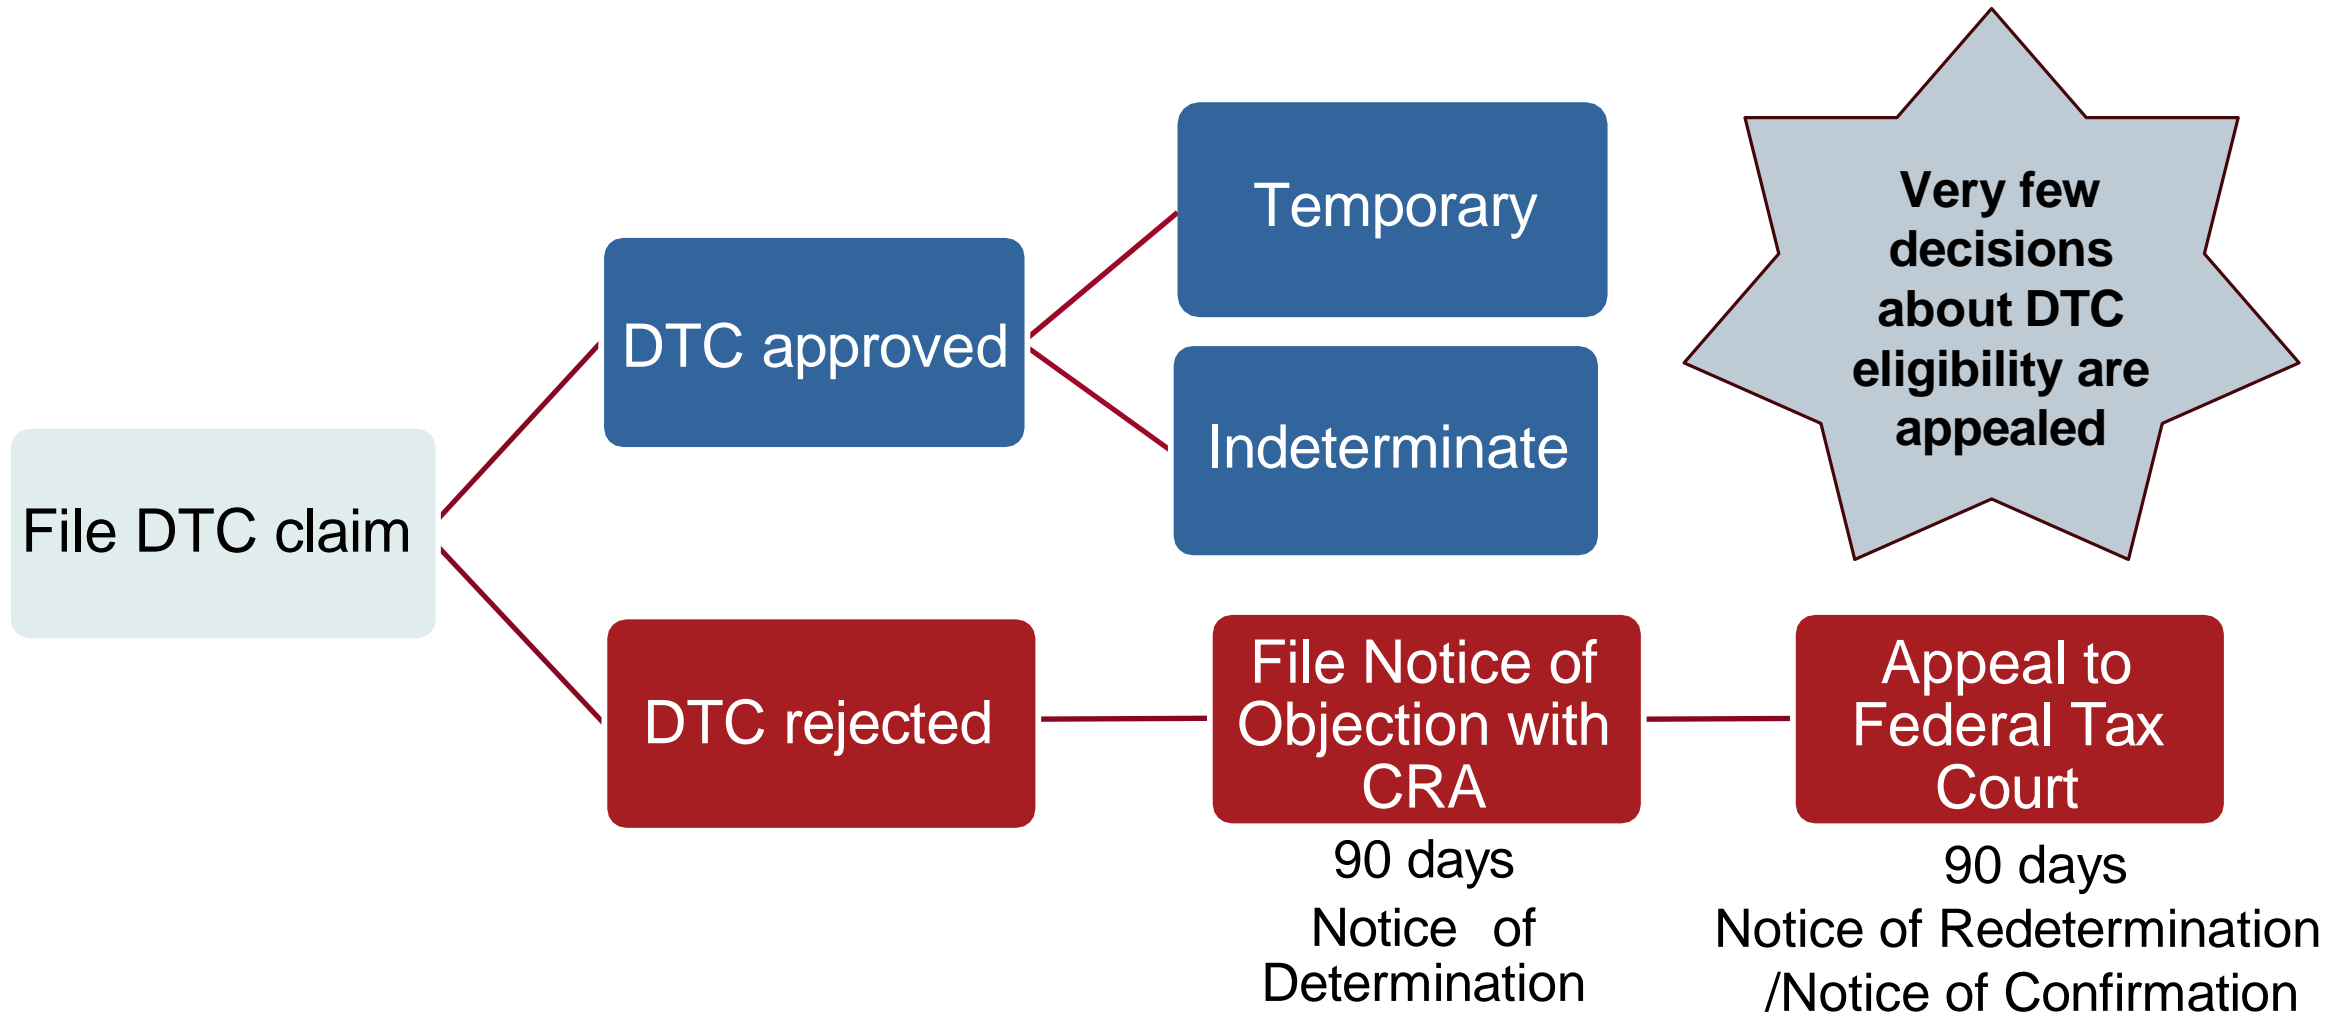 File DTC claim
DTC approved
Temporary
Indeterminate
Very few
decisions
about DTC
eligibility are
appealed
DTC rejected
File Notice of
Objection with
CRA
90 days
Notice of
Determination
Appeal to
Federal Tax
Court
90 days
Notice of Redetermination
/Notice of Confirmation